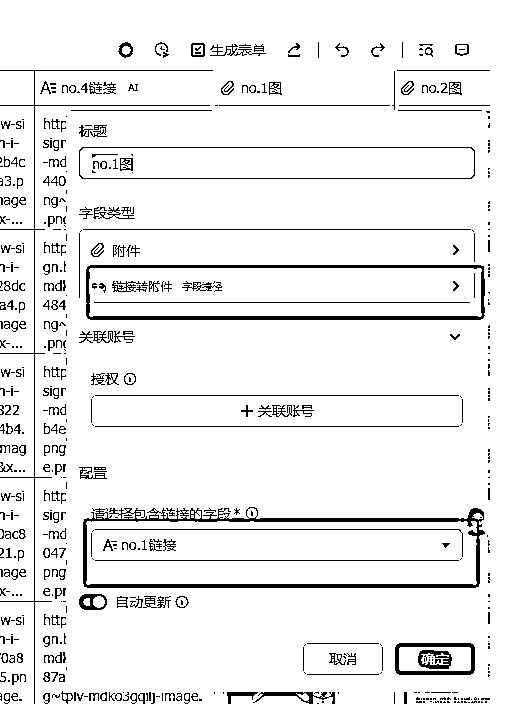 生成表单
no.4链接 AI
no.1图
no.2图
标题
no.1图
字段类型
附件
链接转附件 字段捷径
关联账号
授权
+ 关联账号
配置
请选择包含链接的字段 *
no.1链接
自动更新
取消
确定
w-si
n-i-
2b4c
a3.p
nage
x-...
http
sign
-md
440
ng~
.png
w-si
n-i-
28dc
a4.p
nage
x-...
http
gn.b
mdk
484
ng~
.png
w-si
n-i-
822
4b4.
mag
&x...
http
sign
-md
b4e
png
e.pr
w-si
n-i-
0ac8
21.p
nage
x-...
http
sign
-md
047
png
e.pr
w-si
n-i-
70a8
5.pn
nage.
http
gn.b
mdk
87a
g~tplv-mdko3gqilj-image.